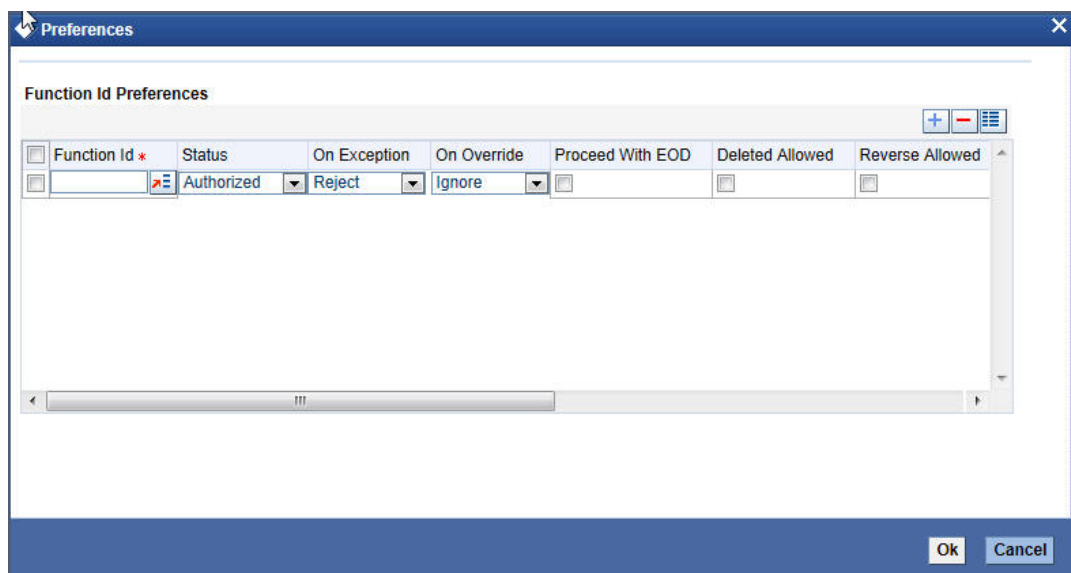 Preferences
Function Id Preferences
Function Id * Status On Exception On Override Proceed With EOD Deleted Allowed Reverse Allowed
Authorized Reject Ignore
Ok Cancel